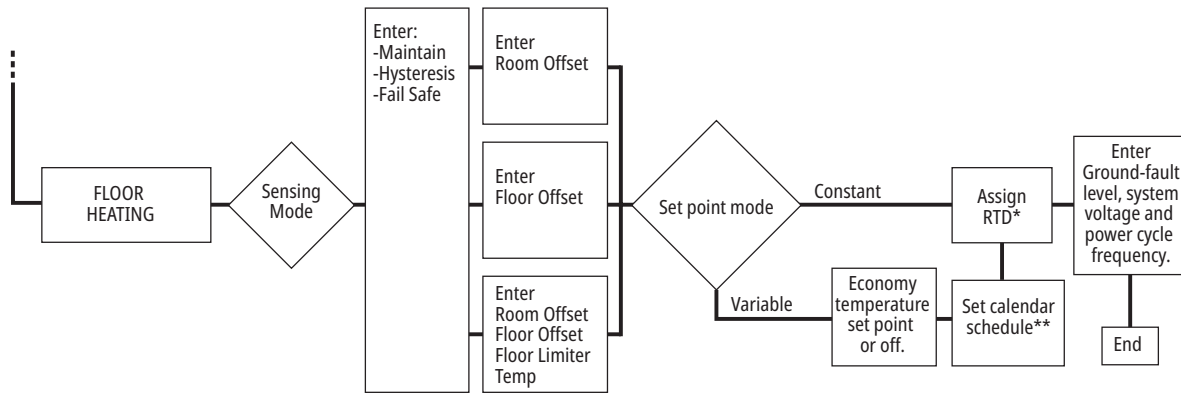 FLOOR
HEATING
Sensing
Mode
Enter:
-Maintain
-Hysteresis
-Fail Safe
Enter
Room Offset
Enter
Floor Offset
Enter
Room Offset
Floor Offset
Floor Limiter
Temp
Set point mode
Constant
Variable
Economy
temperature
set point
or off.
Set calendar
schedule**
Assign
RTD*
Enter
Ground-fault
level, system
voltage and
power cycle
frequency.
End